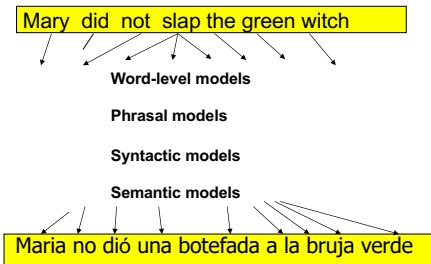 Mary did not slap the green witch
Word-level models
Phrasal models
Syntactic models
Semantic models
Maria no dió una botefada a la bruja verde